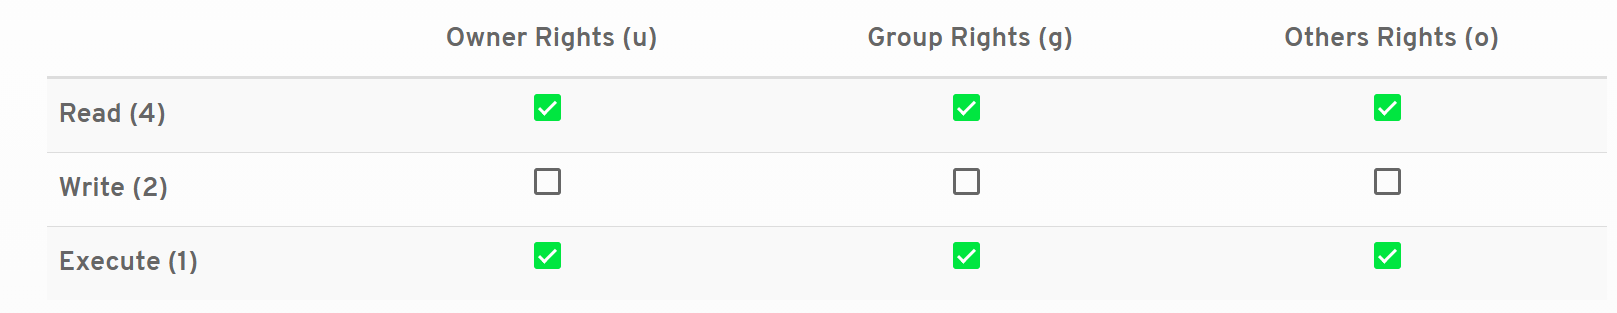 Owner Rights (u) Group Rights (g) Others Rights (o)
Read (4)
Write (2)
Execute (1)